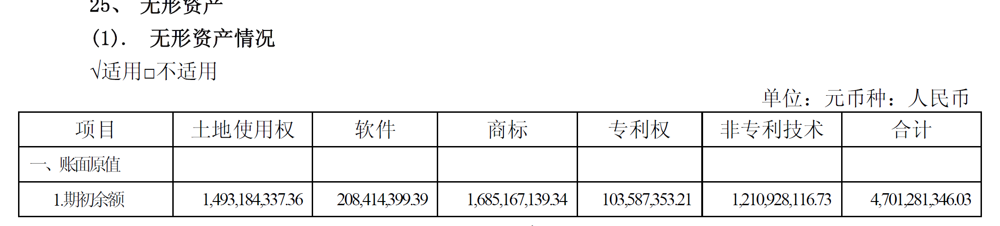 25、 无形资产
(1). 无形资产情况
√适用□不适用
单位：元币种：人民币
项目 土地使用权 软件 商标 专利权 非专利技术 合计
一、账面原值
1.期初余额 1,493,184,337.36 208,414,399.39 1,685,167,139.34 103,587,353.21 1,210,928,116.73 4,701,281,346.03